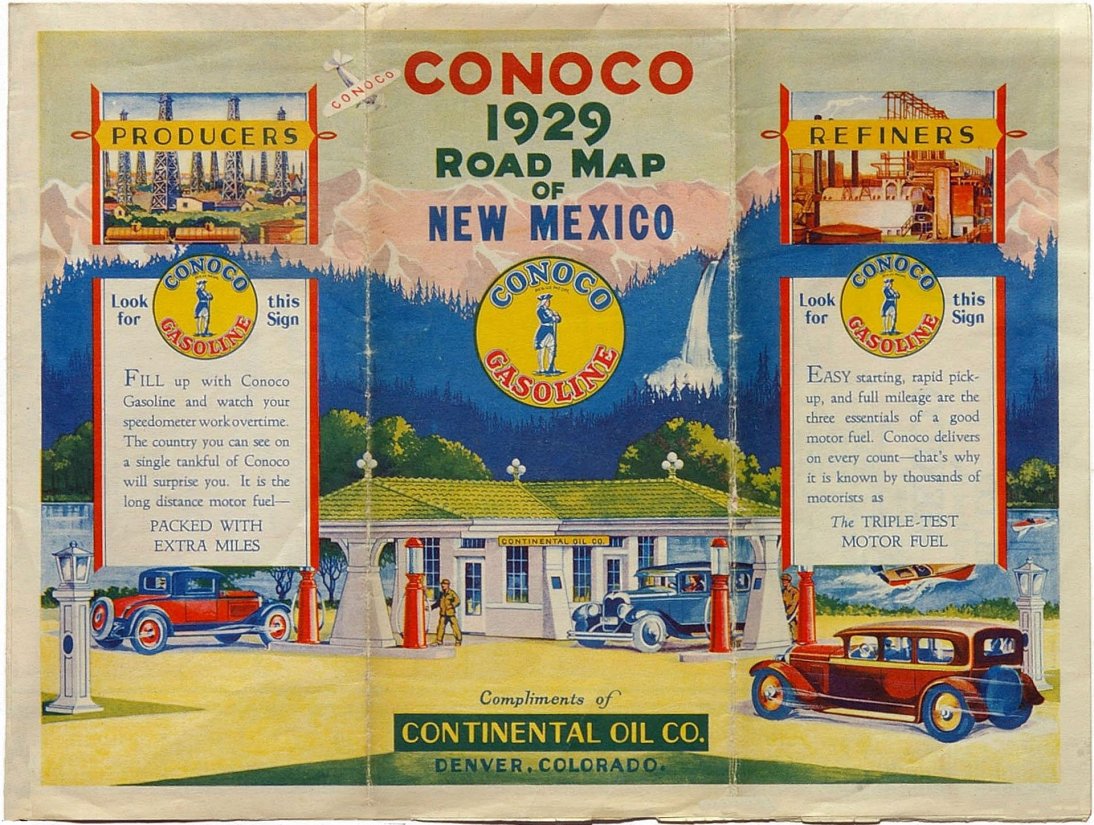 CONOCO
CONOCO
1929
ROAD MAP
OF
NEW MEXICO
CONOCO
GASOLINE
PRODUCERS
Look for
this Sign
CONOCO
GASOLINE
FILL up with Conoco
Gasoline and watch your
speedometer work overtime.
The country you can see on
a single tankful of Conoco
will surprise you. It is the
long distance motor fuel—
PACKED WITH
EXTRA MILES
REFINERS
Look for
this Sign
CONOCO
GASOLINE
EASY starting, rapid pick-
up, and full mileage are the
three essentials of a good
motor fuel. Conoco delivers
on every count—that's why
it is known by thousands of
motorists as
The TRIPLE-TEST
MOTOR FUEL
CONTINENTAL OIL CO.
Compliments of
CONTINENTAL OIL CO.
DENVER, COLORADO.